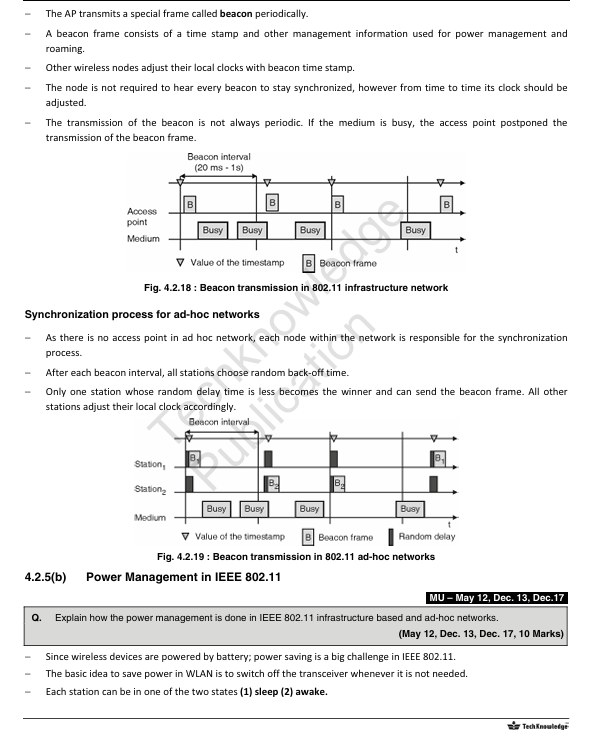 – The AP transmits a special frame called beacon periodically.
– A beacon frame consists of a time stamp and other management information used for power management and
roaming.
– Other wireless nodes adjust their local clocks with beacon time stamp.
– The node is not required to hear every beacon to stay synchronized, however from time to time its clock should be
adjusted.
– The transmission of the beacon is not always periodic. If the medium is busy, the access point postponed the
transmission of the beacon frame.
Beacon interval
(20 ms - 1s)
B B B B
Access
point
Busy Busy Busy Busy
Medium
t
Value of the timestamp B Beacon frame
Fig. 4.2.18 : Beacon transmission in 802.11 infrastructure network
Synchronization process for ad-hoc networks
– As there is no access point in ad hoc network, each node within the network is responsible for the synchronization
process.
– After each beacon interval, all stations choose random back-off time.
– Only one station whose random delay time is less becomes the winner and can send the beacon frame. All other
stations adjust their local clock accordingly.
Beacon interval
B1 B1
Station1
B2 B2
Station2
Busy Busy Busy Busy
Medium
t
Value of the timestamp B Beacon frame Random delay
Fig. 4.2.19 : Beacon transmission in 802.11 ad-hoc networks
4.2.5(b) Power Management in IEEE 802.11
MU – May 12, Dec. 13, Dec.17
Q. Explain how the power management is done in IEEE 802.11 infrastructure based and ad-hoc networks.
(May 12, Dec. 13, Dec. 17, 10 Marks)
– Since wireless devices are powered by battery; power saving is a big challenge in IEEE 802.11.
– The basic idea to save power in WLAN is to switch off the transceiver whenever it is not needed.
– Each station can be in one of the two states (1) sleep (2) awake.
TechKnowledge
Techknowledge
Publication